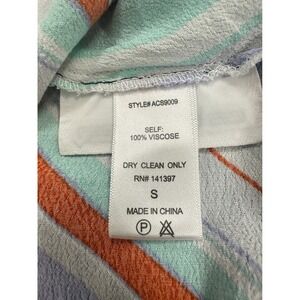 STYLE# ACS9009
SELF:
100% VISCOSE
DRY CLEAN ONLY
RN# 141397
S
MADE IN CHINA
P